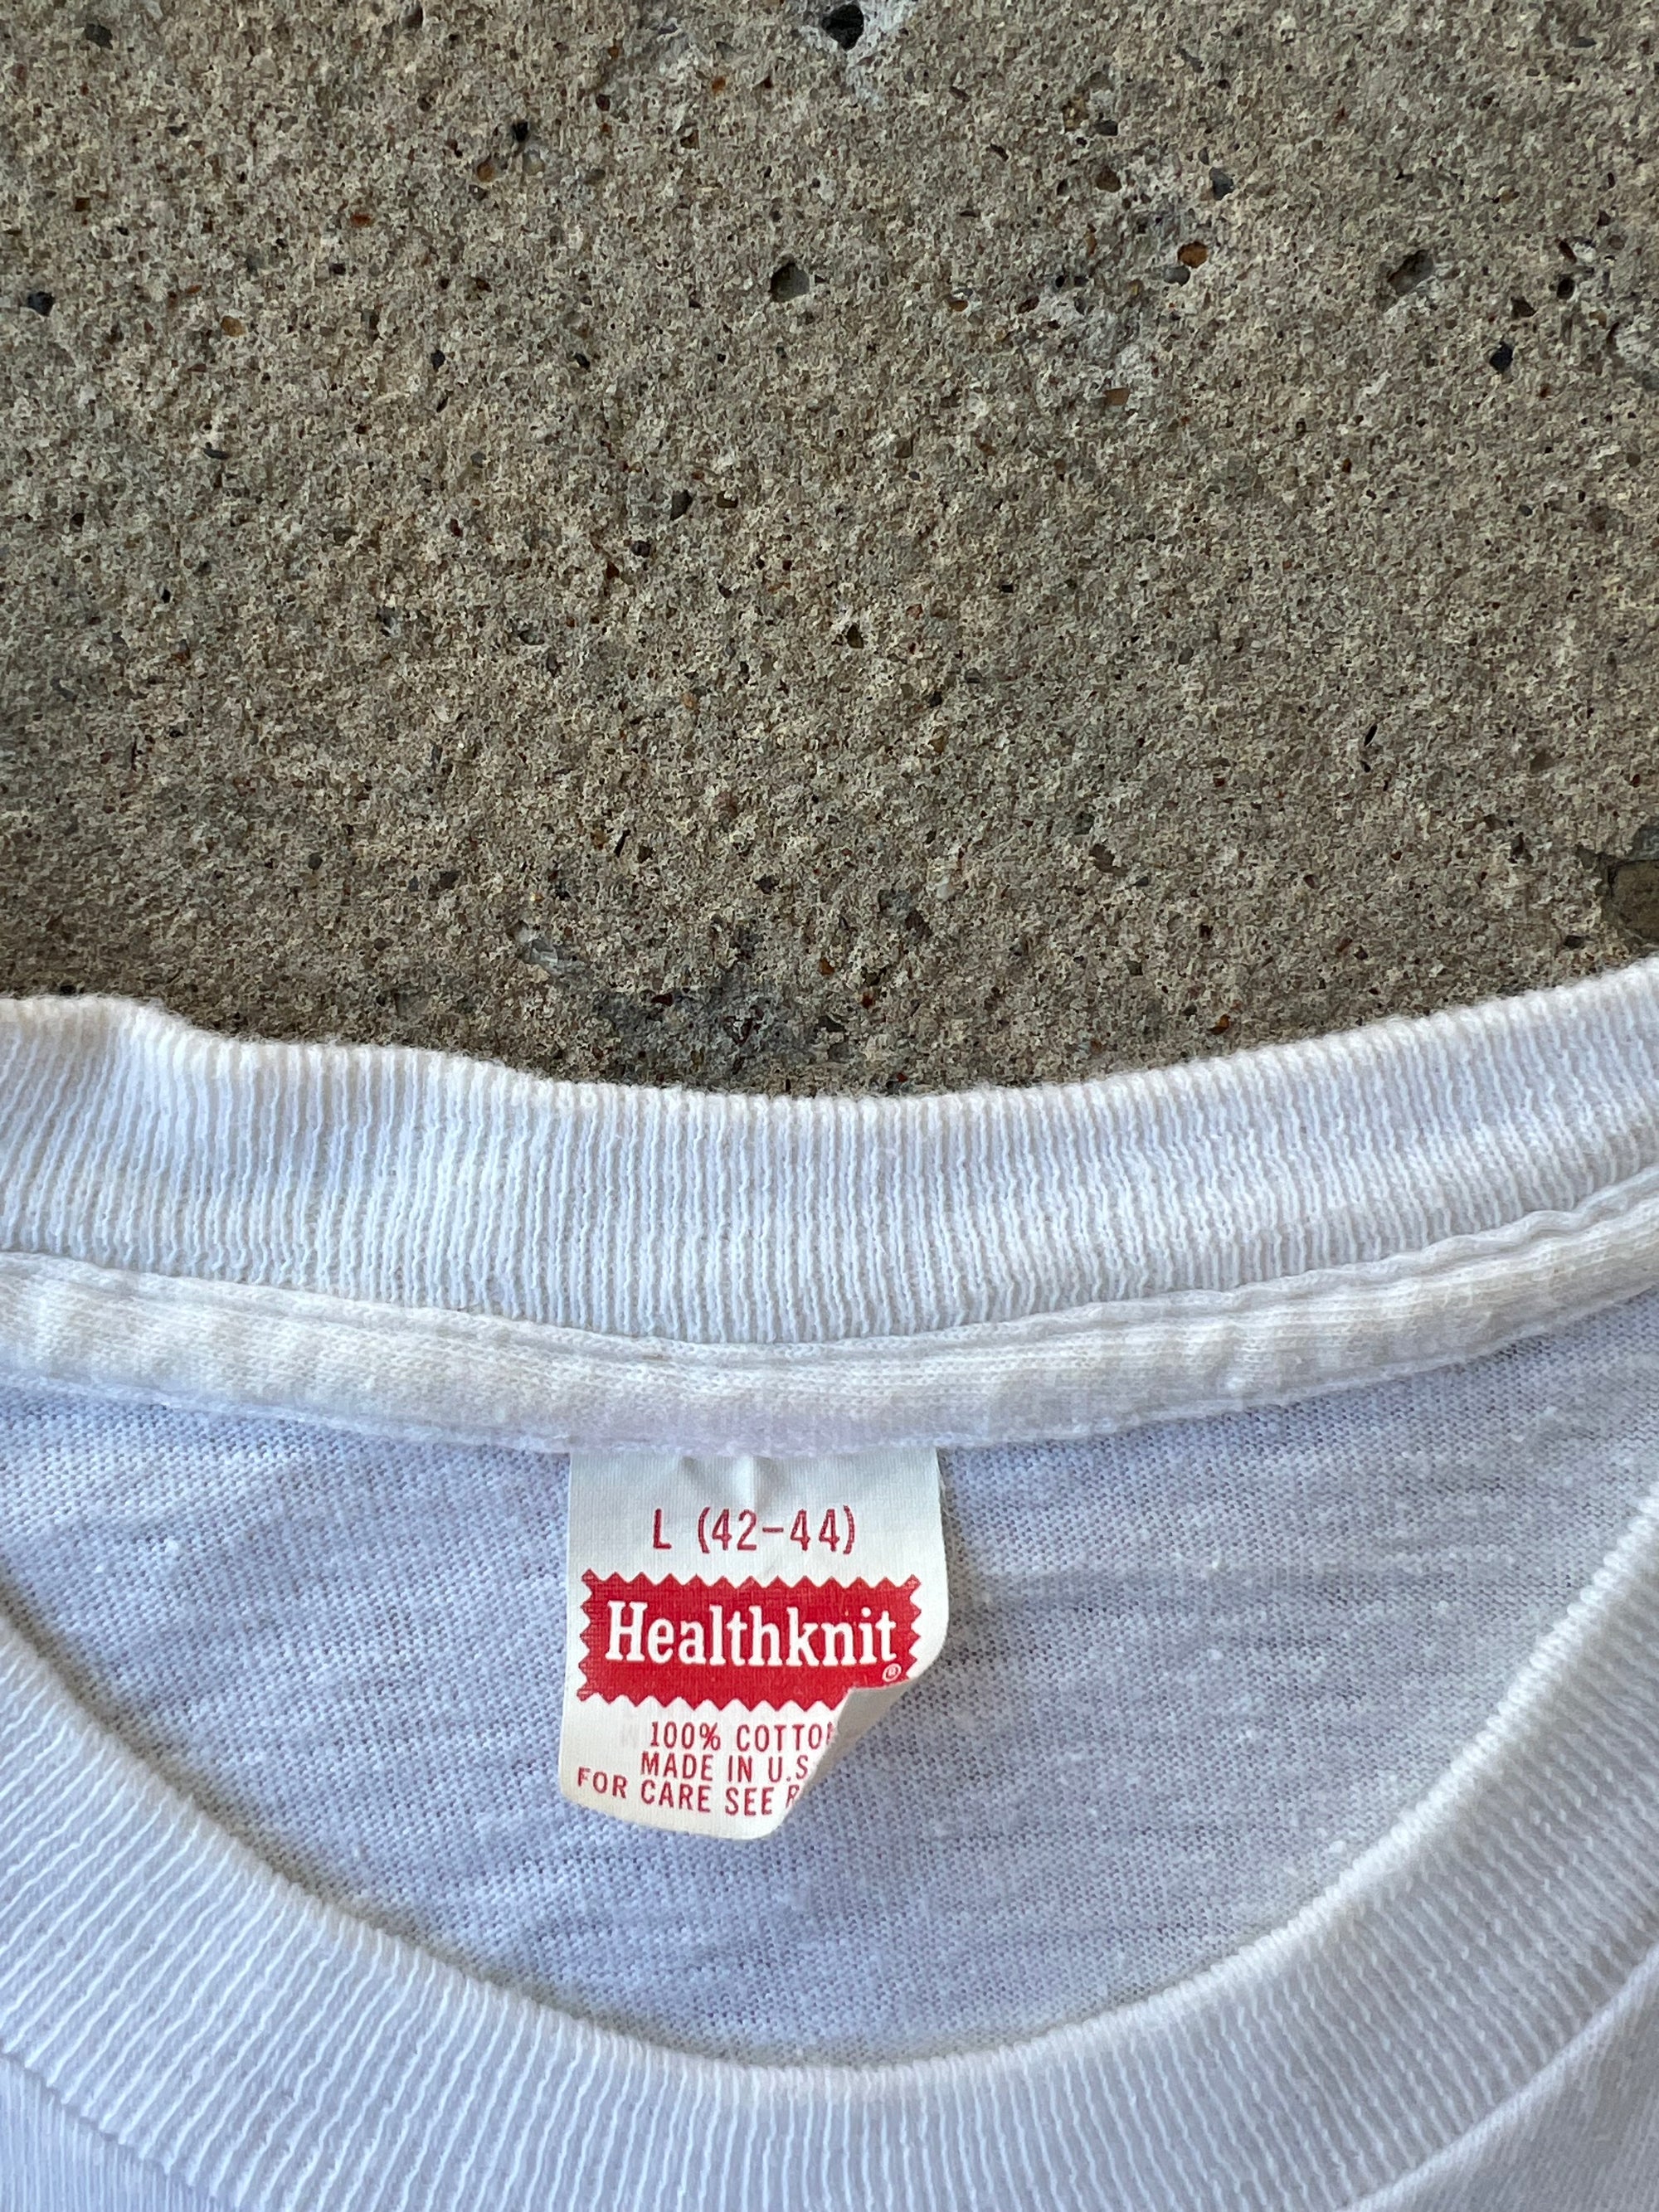 L (42-44)
Healthknit
®
100% COTTO
MADE IN U.S
FOR CARE SEE